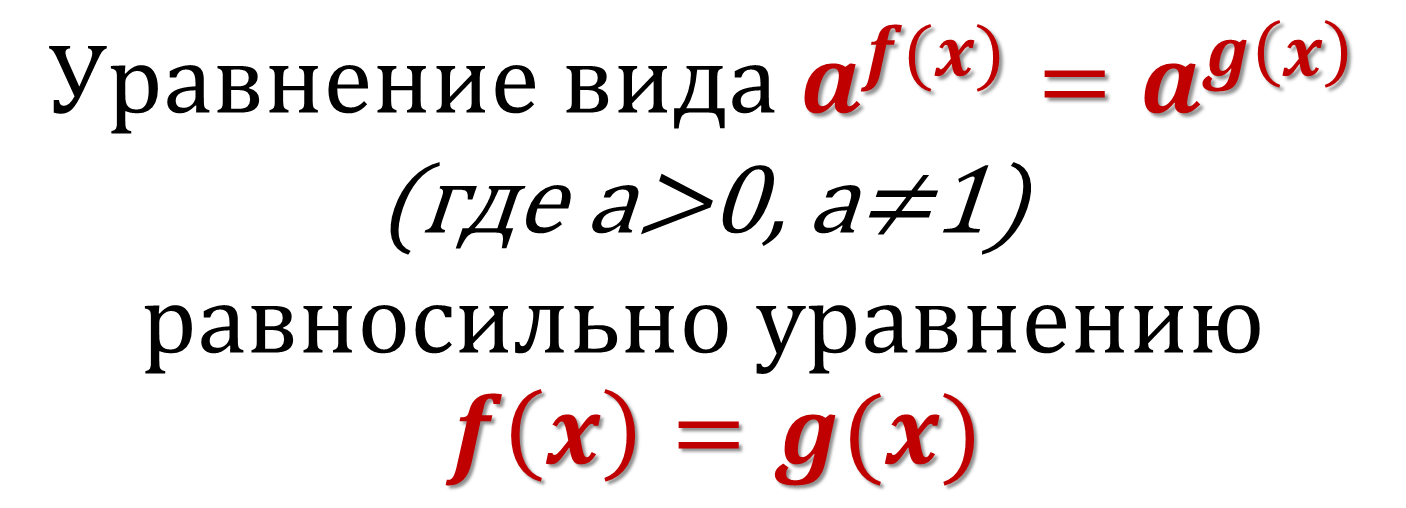 Уравнение вида a^f(x) = a^g(x)
(где a>0, a≠1)
равносильно уравнению
f(x) = g(x)